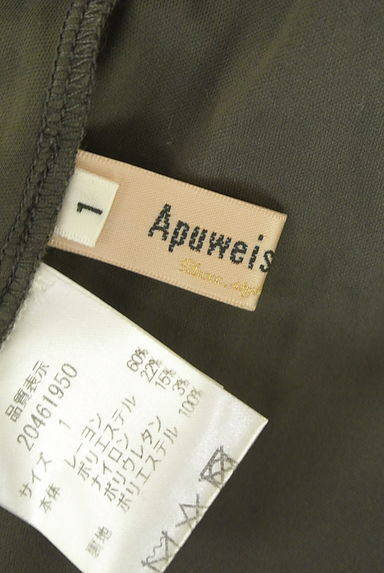 1
Apuweis
品質表示
20461950
サイズ 1
本体 レーヨン 60%
ポリエステル 22%
ナイロン 15%
ポリウレタン 3%
裏地 ポリエステル 100%